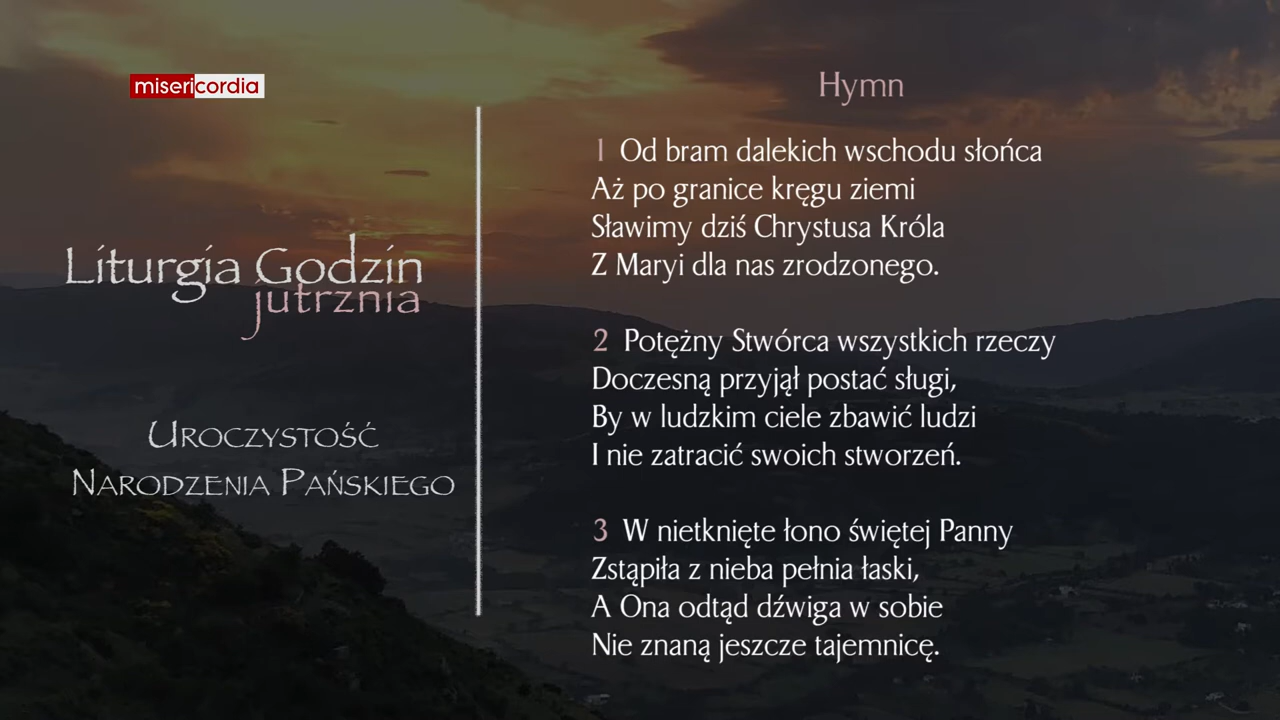 misericordia
Liturgia Godzin
jutrznia
Uroczystość
Narodzenia Pańskiego
Hymn
1 Od bram dalekich wschodu słońca
Aż po granice kręgu ziemi
Sławimy dziś Chrystusa Króla
Z Maryi dla nas zrodzonego.
2 Potężny Stwórca wszystkich rzeczy
Doczesną przyjął postać sługi,
By w ludzkim ciele zbawić ludzi
I nie zatracić swoich stworzeń.
3 W nietknięte łono świętej Panny
Zstąpiła z nieba pełnia łaski,
A Ona odtąd dźwiga w sobie
Nie znaną jeszcze tajemnicę.